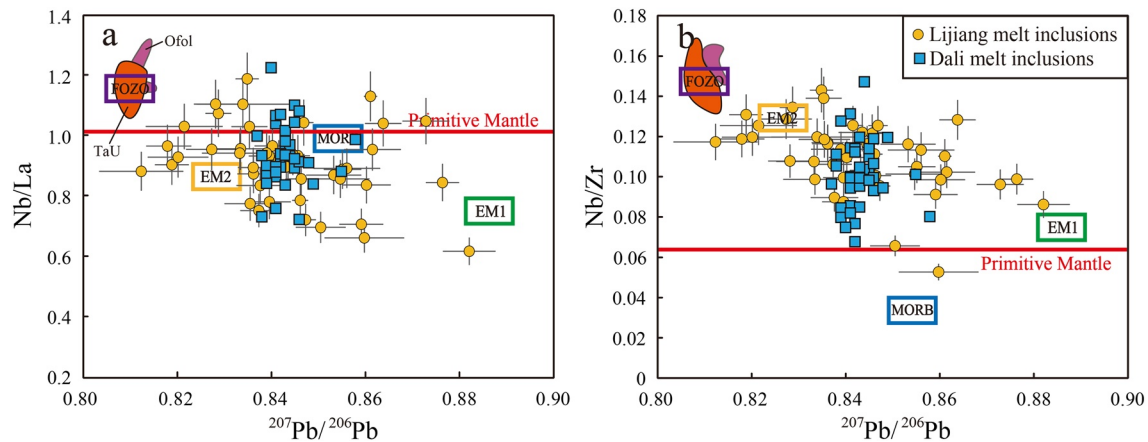 a
Ofol
FOZO
TaU
Primitive Mantle
MOR
EM2
EM1
Nb/La
1.4
1.2
1.0
0.8
0.6
0.4
0.2
0.80
0.82
0.84
0.86
0.88
0.90
207Pb/ 206Pb
b
Lijiang melt inclusions
Dali melt inclusions
FOZO
EM2
EM1
Primitive Mantle
MORB
Nb/Zr
0.18
0.16
0.14
0.12
0.10
0.08
0.06
0.04
0.02
0
0.80
0.82
0.84
0.86
0.88
0.90
207Pb/ 206Pb